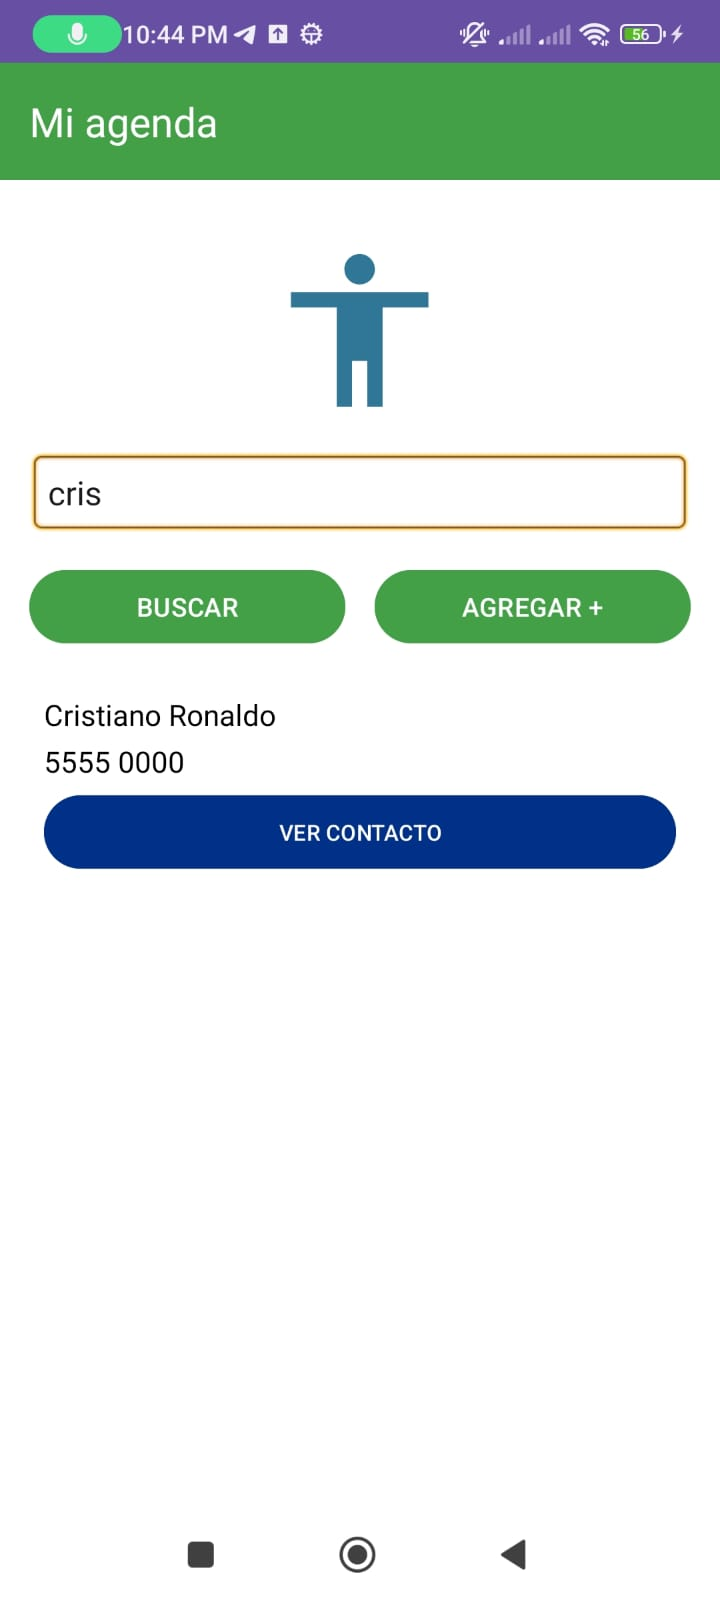 10:44 PM
56
Mi agenda
cris
BUSCAR
AGREGAR +
Cristiano Ronaldo
5555 0000
VER CONTACTO